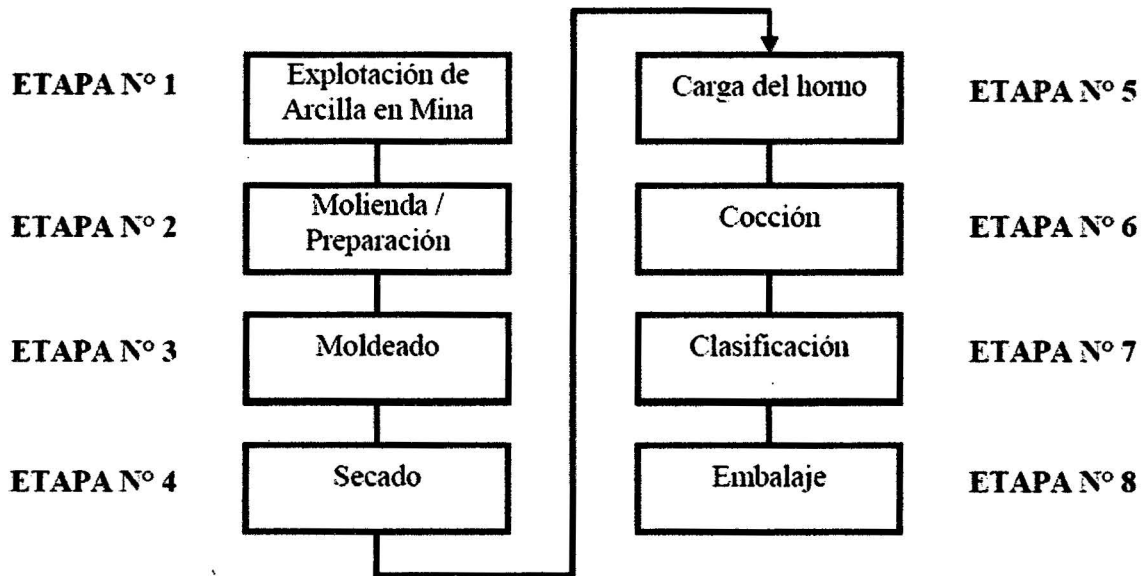 ETAPA N° 1
Explotación de
Arcilla en Mina
ETAPA N° 2
Molienda /
Preparación
ETAPA N° 3
Moldeado
ETAPA N° 4
Secado
Carga del horno
ETAPA N° 5
Cocción
ETAPA N° 6
Clasificación
ETAPA N° 7
Embalaje
ETAPA N° 8